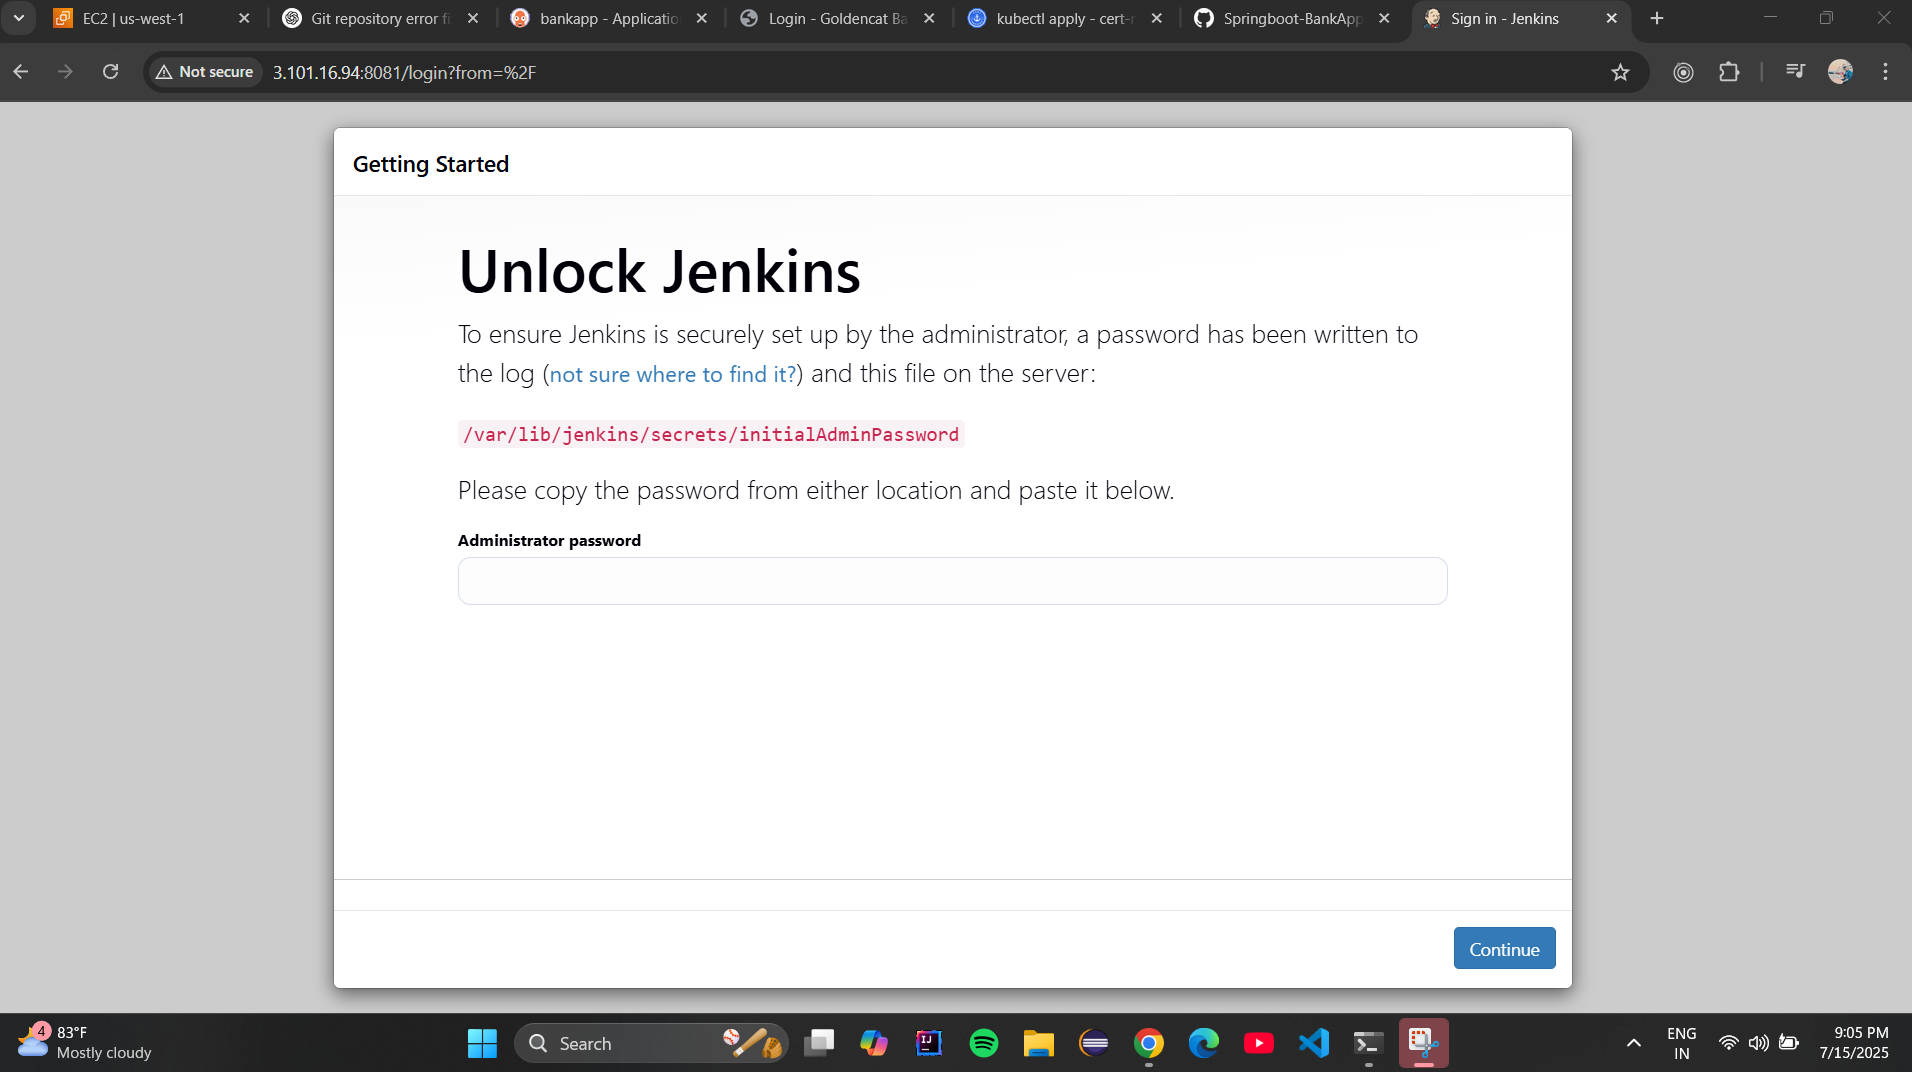 EC2 | us-west-1
Git repository error fi
bankapp - Applicatio
Login - Goldencat Ba
kubectl apply - cert-
Springboot-BankApp
Sign in - Jenkins
Not secure
3.101.16.94:8081/login?from=%2F
Getting Started
Unlock Jenkins
To ensure Jenkins is securely set up by the administrator, a password has been written to
the log (not sure where to find it?) and this file on the server:
/var/lib/jenkins/secrets/initialAdminPassword
Please copy the password from either location and paste it below.
Administrator password
Continue
4
83°F
Mostly cloudy
Search
IJ
ENG
IN
9:05 PM
7/15/2025